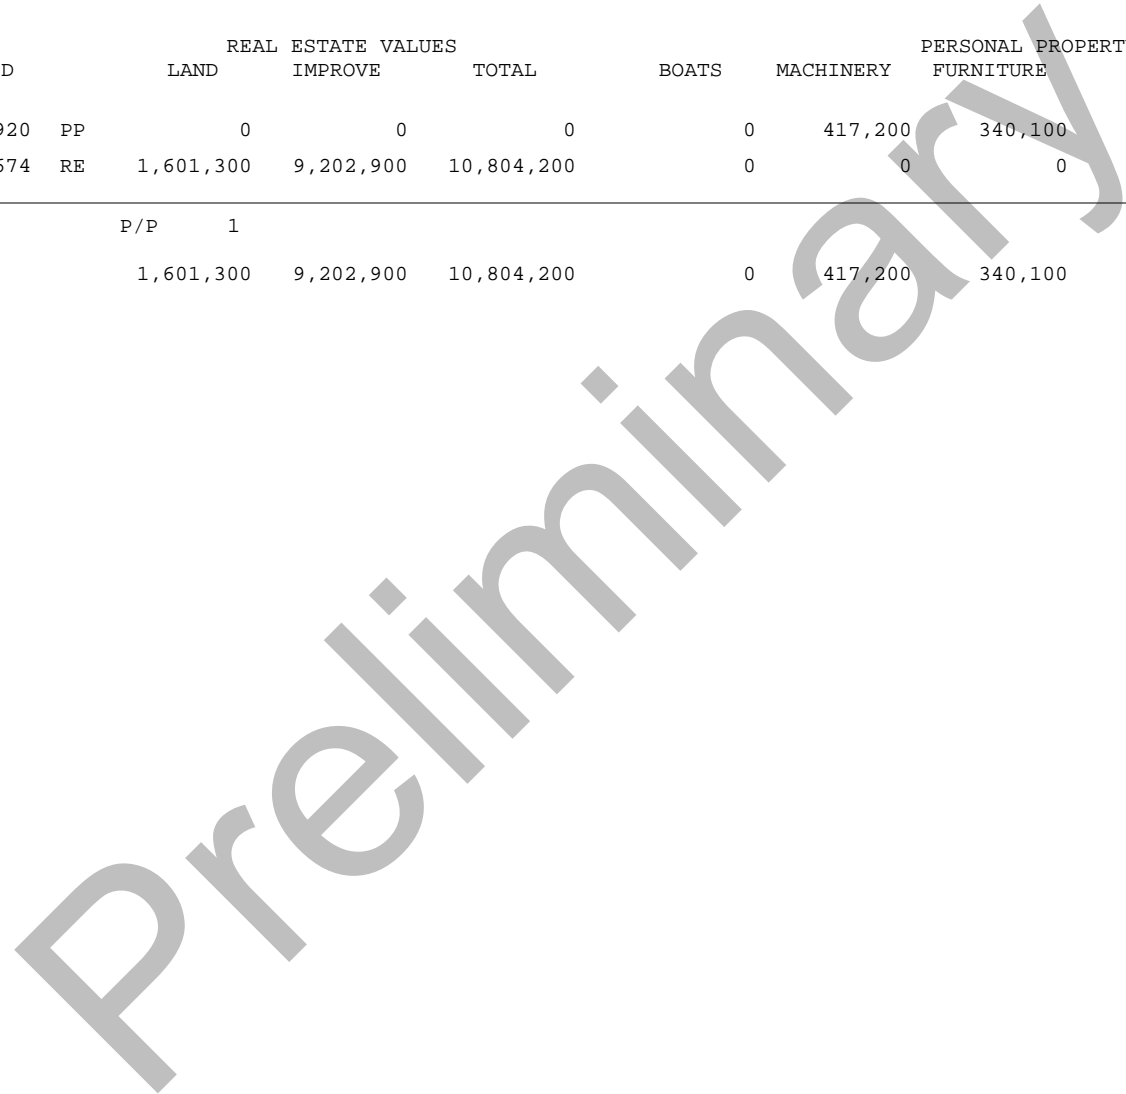 REAL ESTATE VALUES PERSONAL PROPERT
D LAND IMPROVE TOTAL BOATS MACHINERY FURNITURE
920 PP 0 0 0 0 417,200 340,100
574 RE 1,601,300 9,202,900 10,804,200 0 0 0
P/P 1
1,601,300 9,202,900 10,804,200 0 417,200 340,100
Preliminary